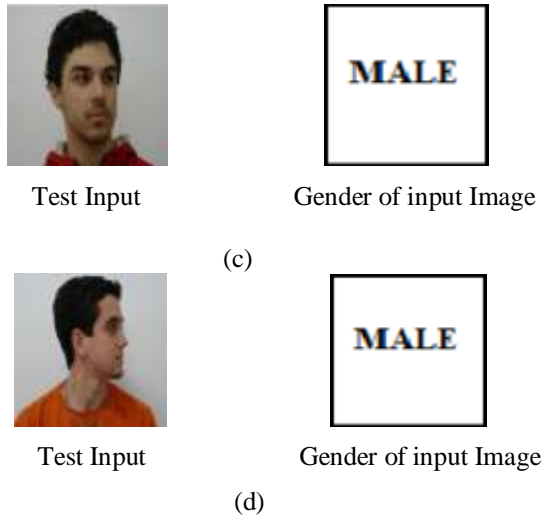 MALE
Test Input Gender of input Image
(c)
MALE
Test Input Gender of input Image
(d)